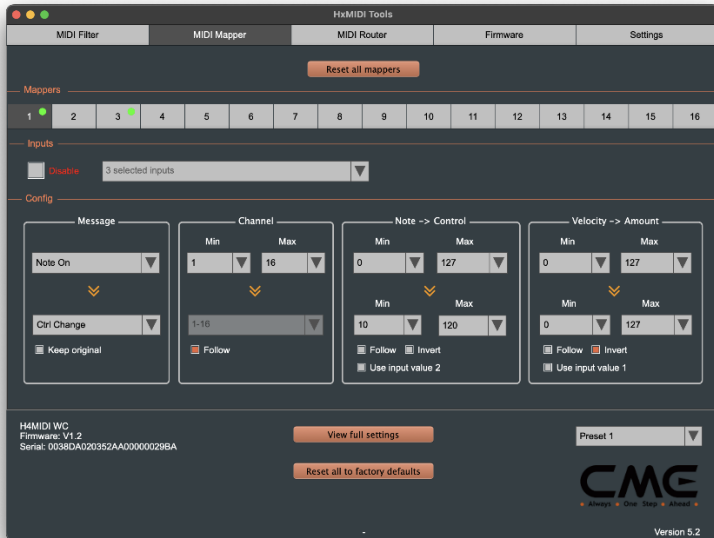 HxMIDI Tools
MIDI Filter MIDI Mapper MIDI Router Firmware Settings
Reset all mappers
Mappers
1 2 3 4 5 6 7 8 9 10 11 12 13 14 15 16
Inputs
Disable 3 selected inputs
Config
Message Channel Note -> Control Velocity -> Amount
Min Max Min Max Min Max
Note On 1 16 0 127 0 127
Min Max Min Max
Ctrl Change 1-16 10 120 0 127
Keep original Follow Follow Invert Follow Invert
Use input value 2 Use input value 1
H4MIDI WC
Firmware: V1.2
Serial: 0038DA020352AA00000029BA
View full settings
Preset 1
Reset all to factory defaults
CME
Always One Step Ahead
-
Version 5.2